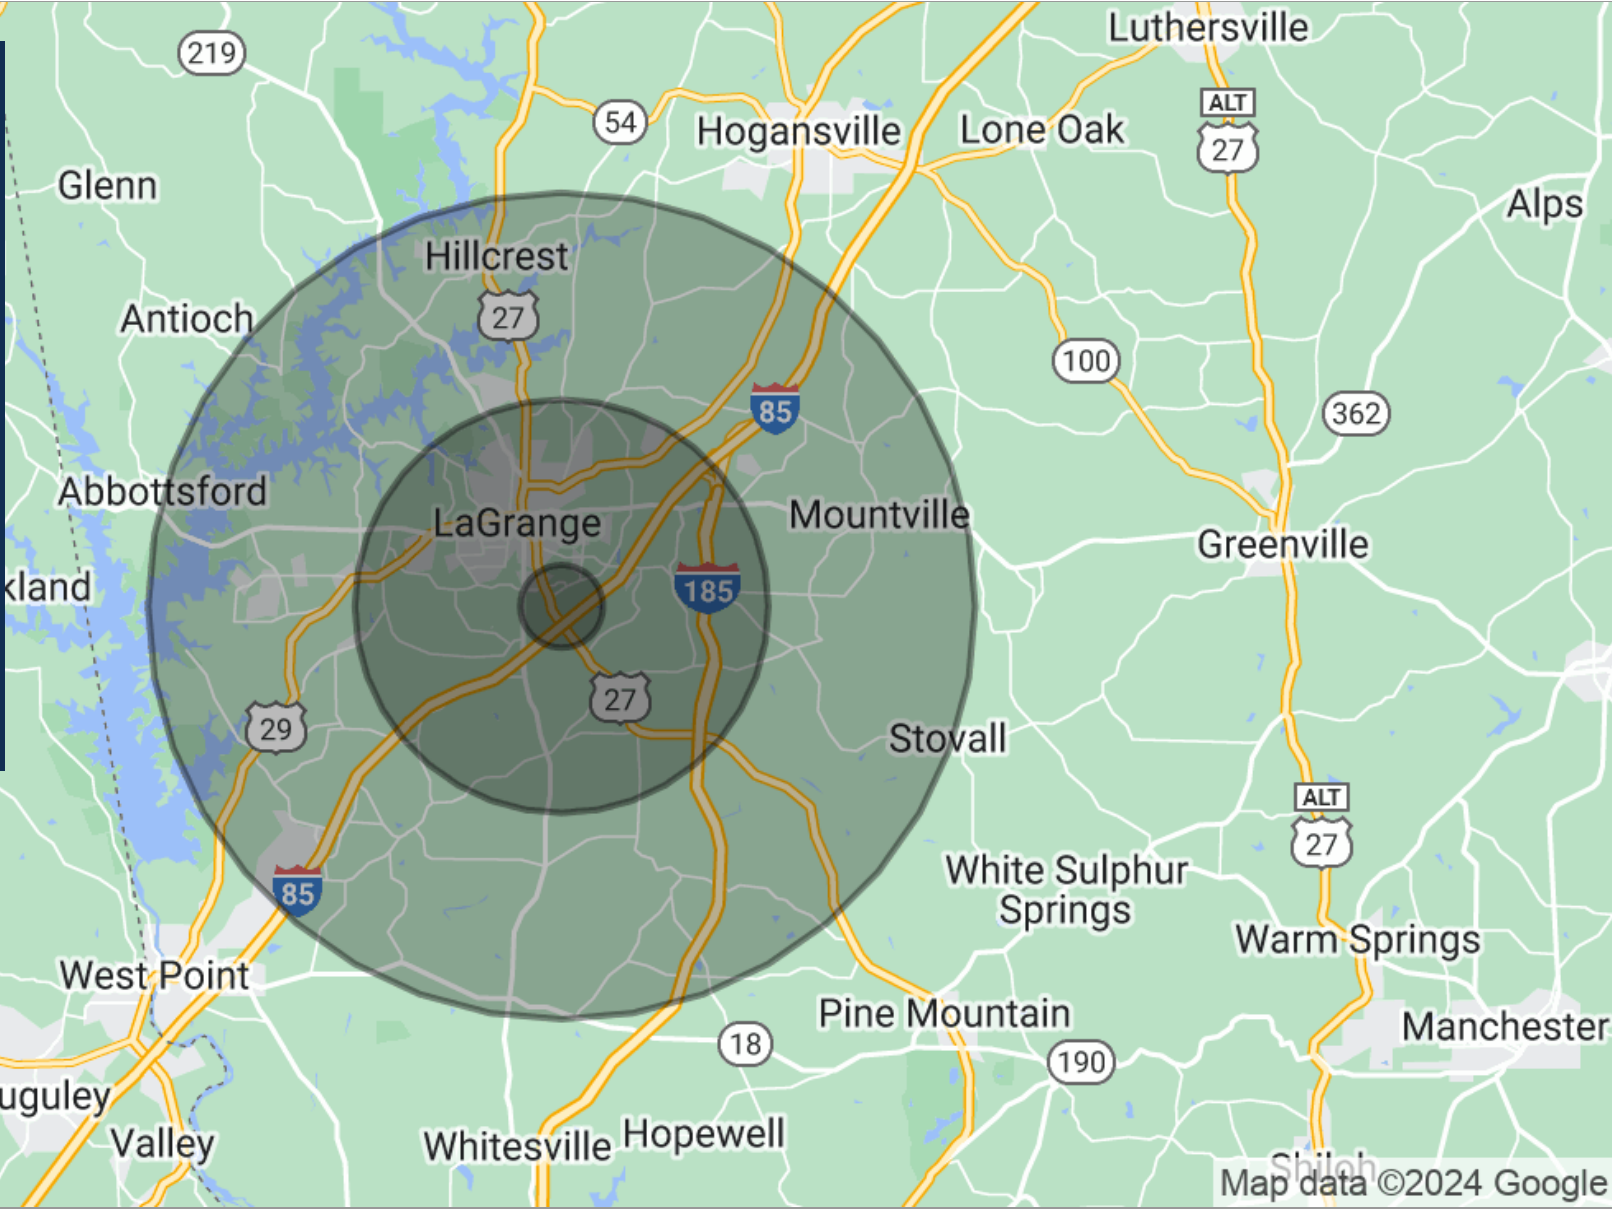 Luthersville
219
ALT
27
54
Hogansville
Lone Oak
Glenn
Alps
Hillcrest
27
Antioch
100
85
362
Abbottsford
LaGrange
Mountville
Greenville
kland
185
27
29
Stovall
ALT
27
White Sulphur
Springs
85
Warm Springs
West Point
Pine Mountain
Manchester
18
190
uguley
Valley
Whitesville
Hopewell
Shiloh
Map data ©2024 Google